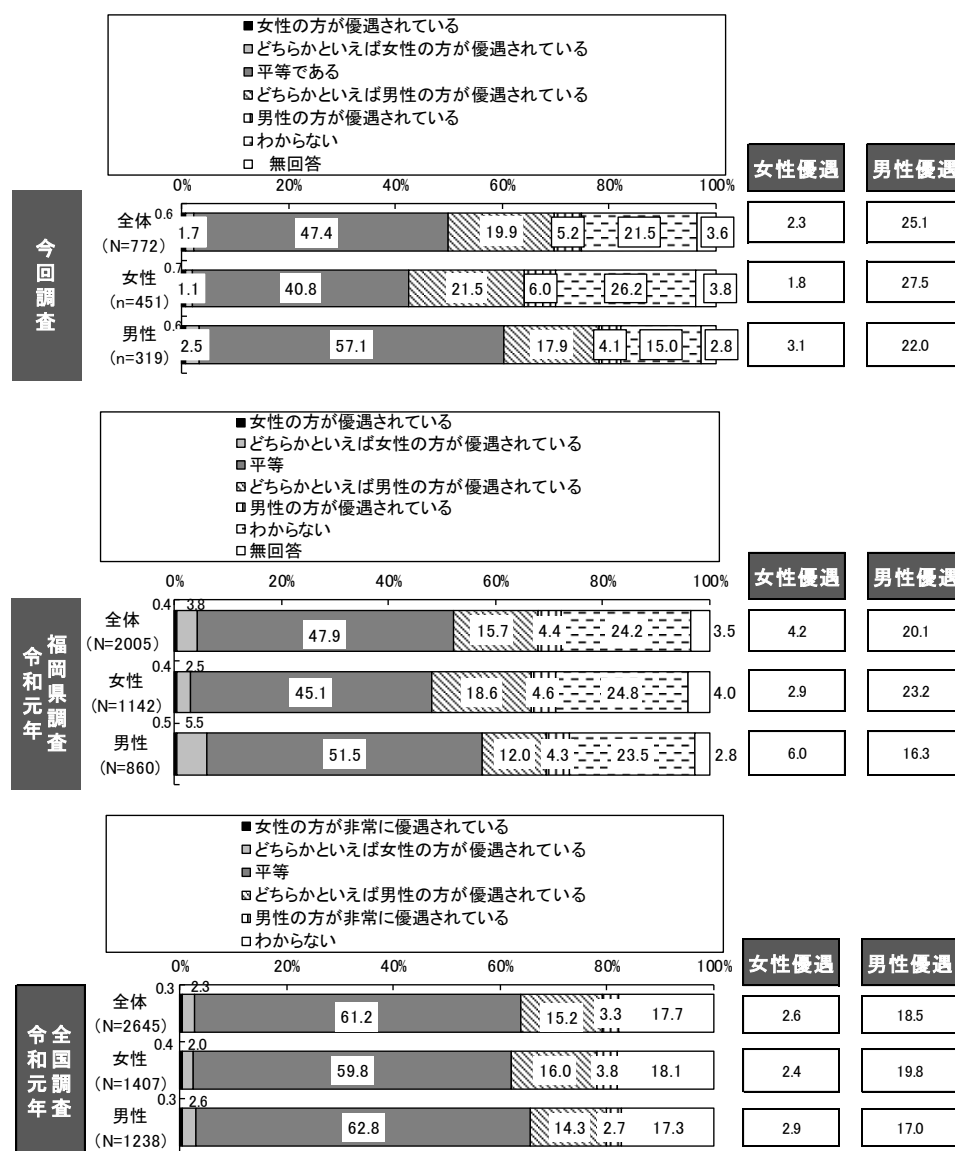 ■女性の方が優遇されている
■どちらかといえば女性の方が優遇されている
■平等である
どちらかといえば男性の方が優遇されている
男性の方が優遇されている
わからない
□ 無回答
女性優遇 男性優遇
0% 20% 40% 60% 80% 100%
今回調査
全体 0.6 1.7 47.4 19.9 5.2 21.5 3.6 2.3 25.1
(N=772)
女性 0.7 1.1 40.8 21.5 6.0 26.2 3.8 1.8 27.5
(n=451)
男性 0.6 2.5 57.1 17.9 4.1 15.0 2.8 3.1 22.0
(n=319)
■女性の方が優遇されている
■どちらかといえば女性の方が優遇されている
■平等
どちらかといえば男性の方が優遇されている
男性の方が優遇されている
わからない
□無回答
女性優遇 男性優遇
0% 20% 40% 60% 80% 100%
福岡県調査
令和元年
全体 0.4 3.8 47.9 15.7 4.4 24.2 3.5 4.2 20.1
(N=2005)
女性 0.4 2.5 45.1 18.6 4.6 24.8 4.0 2.9 23.2
(N=1142)
男性 0.5 5.5 51.5 12.0 4.3 23.5 2.8 6.0 16.3
(N=860)
■女性の方が非常に優遇されている
■どちらかといえば女性の方が優遇されている
■平等
どちらかといえば男性の方が優遇されている
男性の方が非常に優遇されている
□わからない
女性優遇 男性優遇
0% 20% 40% 60% 80% 100%
全国調査
令和元年
全体 0.3 2.3 61.2 15.2 3.3 17.7 2.6 18.5
(N=2645)
女性 0.4 2.0 59.8 16.0 3.8 18.1 2.4 19.8
(N=1407)
男性 0.3 2.6 62.8 14.3 2.7 17.3 2.9 17.0
(N=1238)